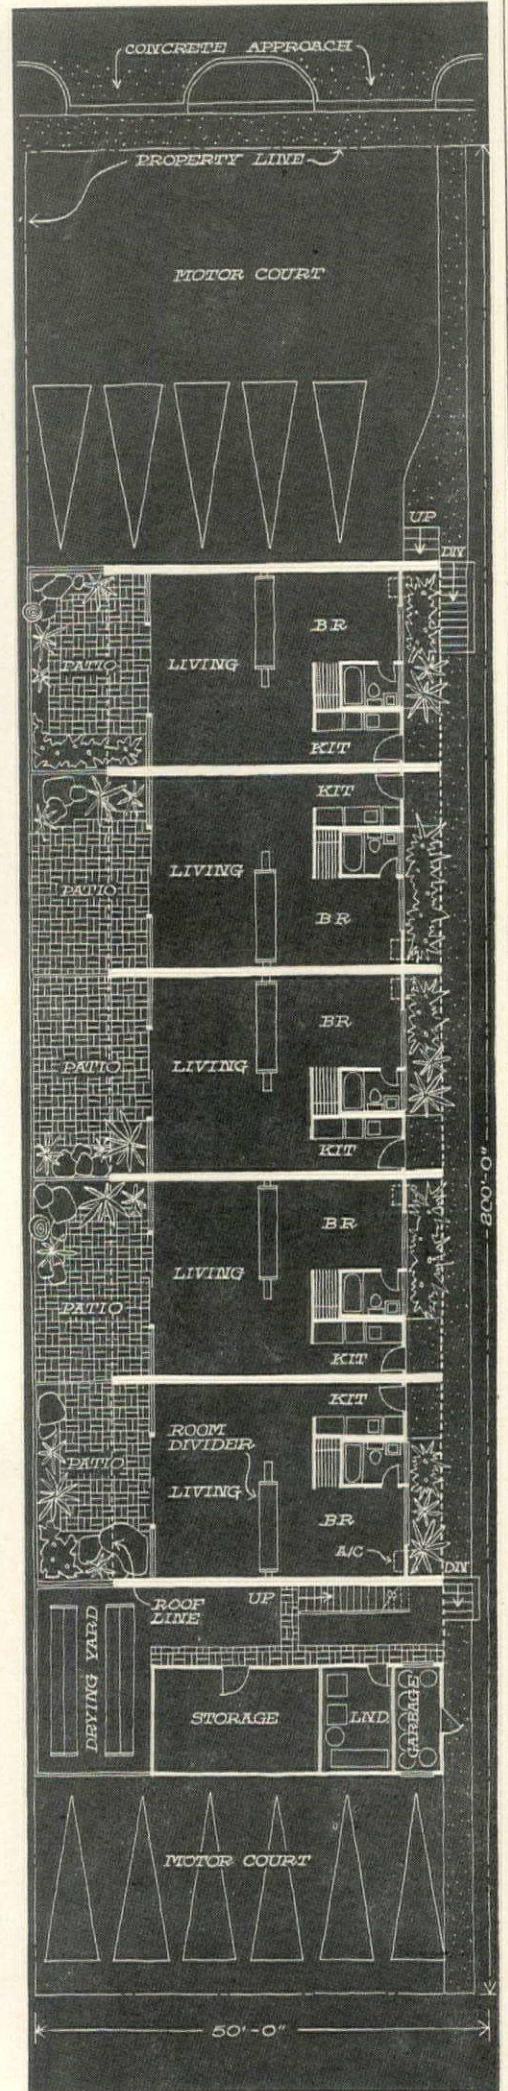 CONCRETE APPROACH
PROPERTY LINE
MOTOR COURT
UP
DN
BR
PATIO
LIVING
KIT
KIT
LIVING
PATIO
BR
BR
PATIO
LIVING
KIT
200'-0"
BR
LIVING
PATIO
KIT
KIT
ROOM
DIVIDER
PATIO
LIVING
BR
A/C
DN
UP
ROOF
LINE
DRYING YARD
STORAGE
LND.
GARBAGE
MOTOR COURT
50'-0"